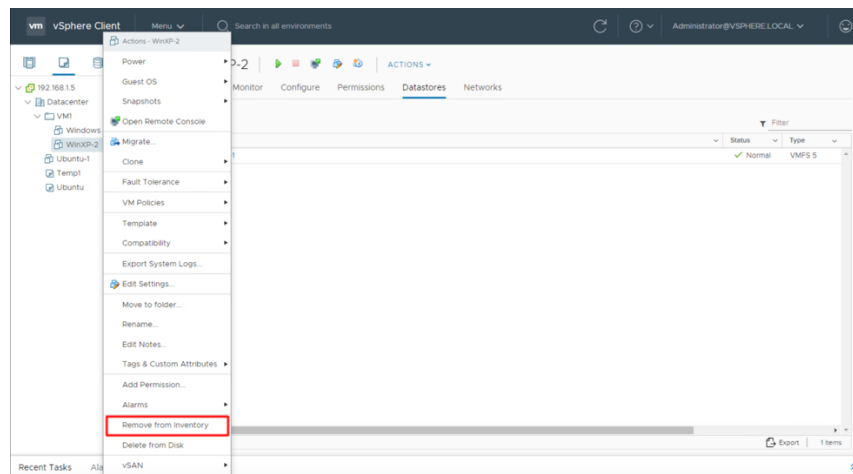 vm vSphere Client Menu Search in all environments Administrator@VSPHERE.LOCAL
Actions - WinXP-2
P-2 ACTIONS
Monitor Configure Permissions Datastores Networks
192.168.1.5
Datacenter
VM1
Windows
WinXP-2
Ubuntu-1
Temp1
Ubuntu
Power
Guest OS
Snapshots
Open Remote Console
Migrate...
Clone
Fault Tolerance
VM Policies
Template
Compatibility
Export System Logs...
Edit Settings...
Move to folder...
Rename...
Edit Notes...
Tags & Custom Attributes
Add Permission...
Alarms
Remove from Inventory
Delete from Disk
vSAN
Filter
Status Type
1 Normal VMFS 5
Export 1 items
Recent Tasks Ala